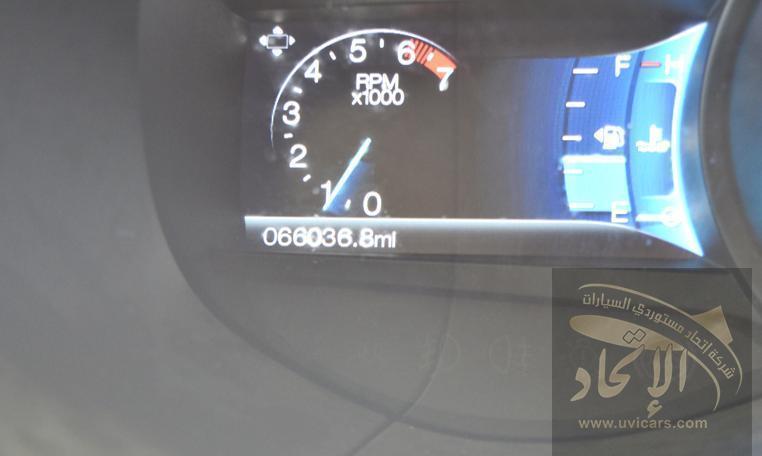 7
6
5
4
3
2
1
0
RPM
x1000
F
H
E
C
066036.8mi
شركة إتحاد مستوردي السيارات
الإتحاد
www.uvicars.com